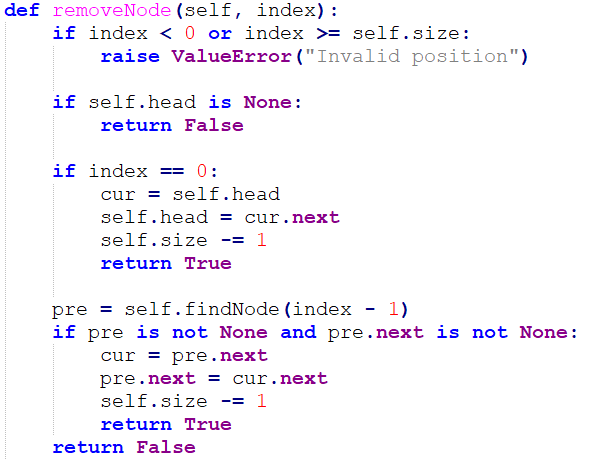 def removeNode(self, index):
    if index < 0 or index >= self.size:
        raise ValueError("Invalid position")
    if self.head is None:
        return False
    if index == 0:
        cur = self.head
        self.head = cur.next
        self.size -= 1
        return True
    pre = self.findNode(index - 1)
    if pre is not None and pre.next is not None:
        cur = pre.next
        pre.next = cur.next
        self.size -= 1
        return True
    return False